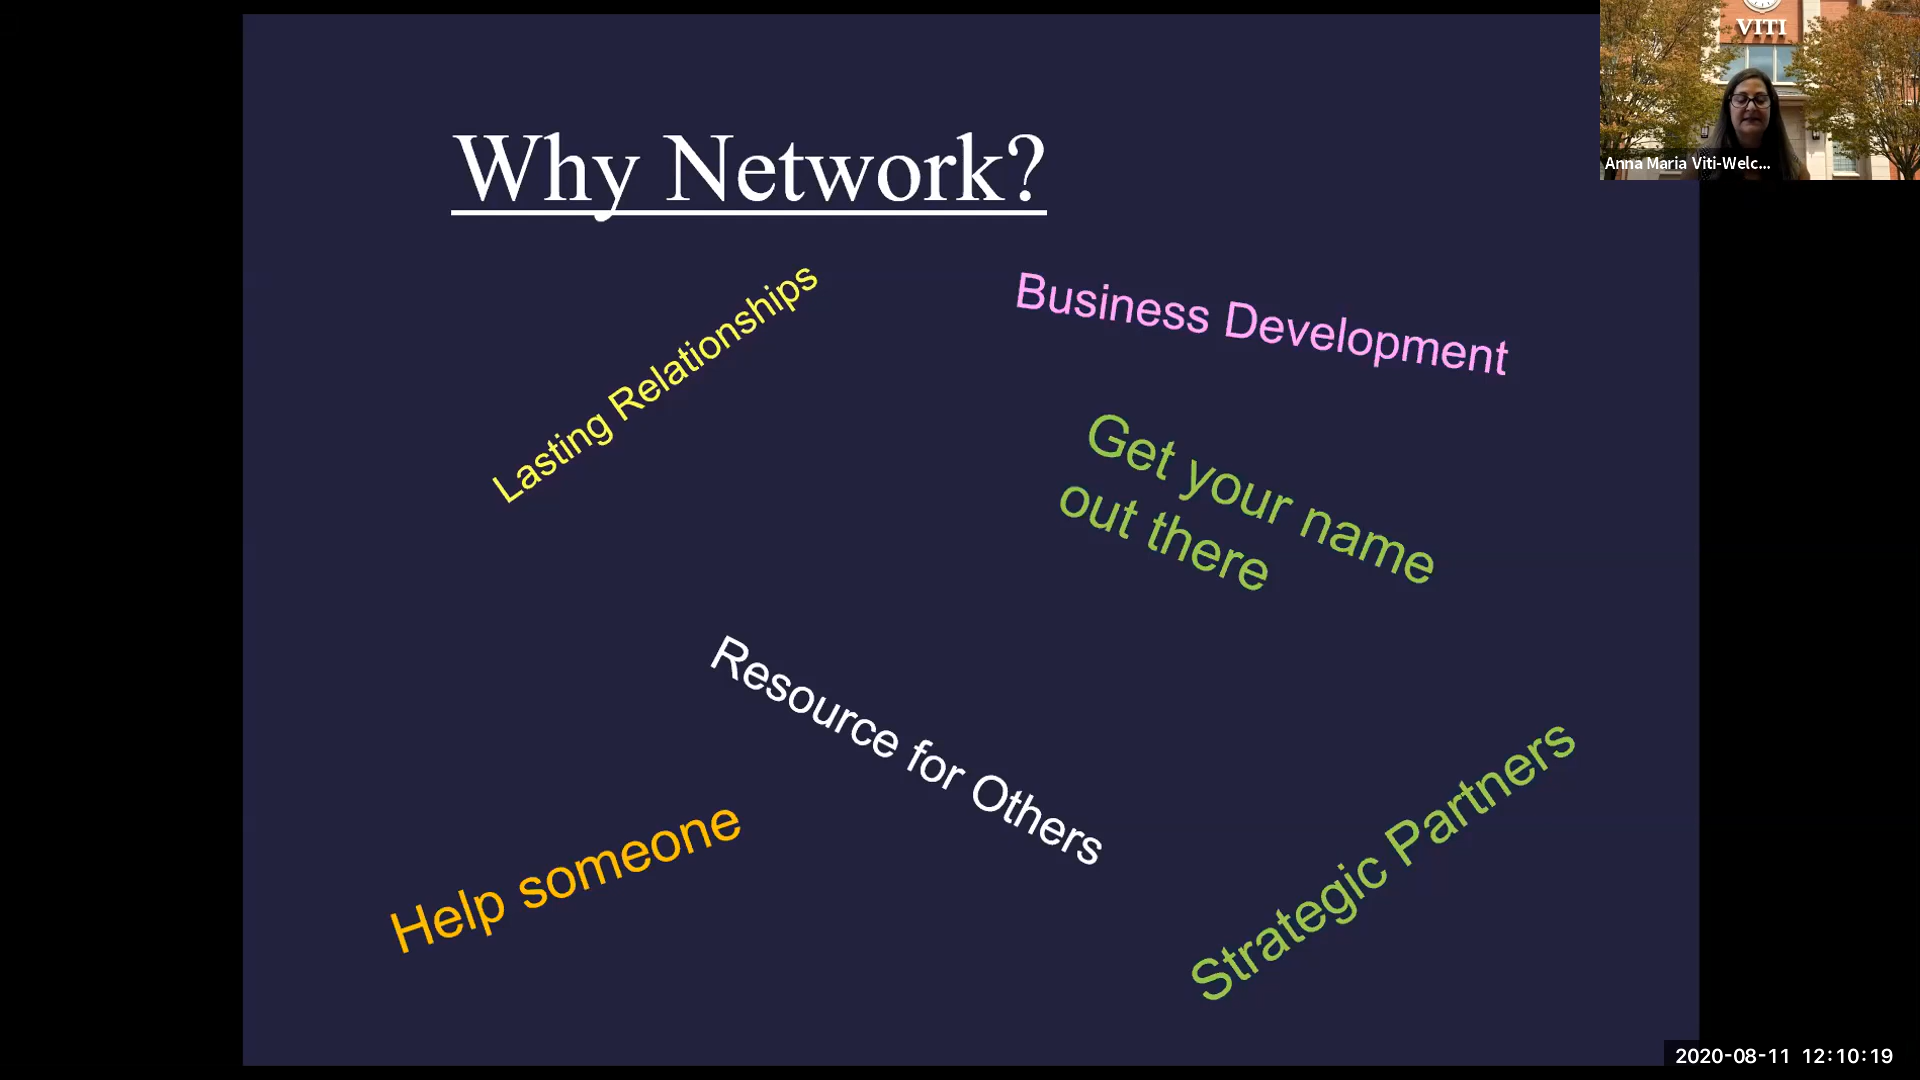 VITI
Anna Maria Viti-Welc...
Why Network?
Lasting Relationships
Business Development
Get your name
out there
Resource for Others
Help someone
Strategic Partners
2020-08-11 12:10:19